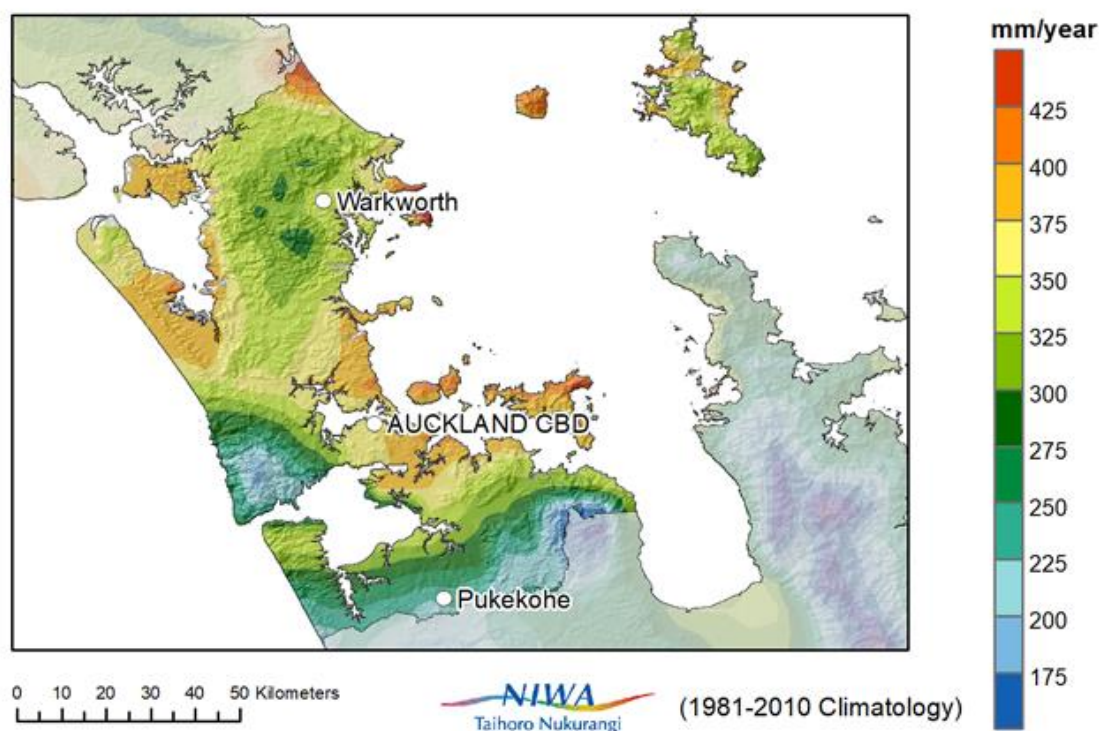 mm/year
425
400
375
350
325
300
275
250
225
200
175
Warkworth
AUCKLAND CBD
Pukekohe
0 10 20 30 40 50 Kilometers
NIWA
Taihoro Nukurangi
(1981-2010 Climatology)